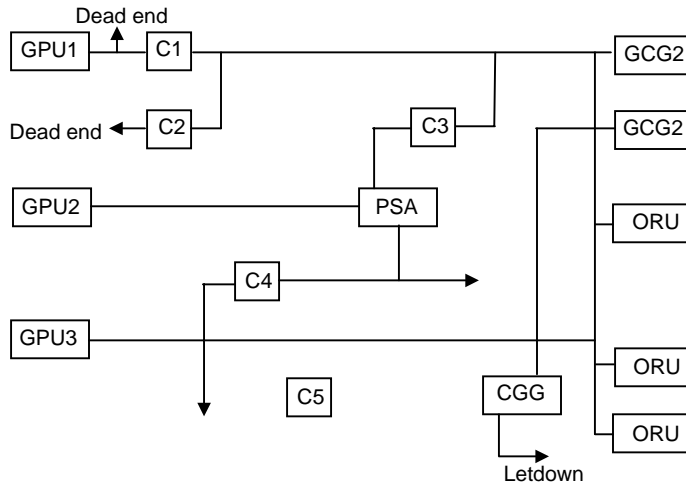 Dead end
GPU1
C1
GCG2
Dead end
C2
C3
GCG2
GPU2
PSA
ORU
C4
GPU3
ORU
C5
CGG
ORU
Letdown